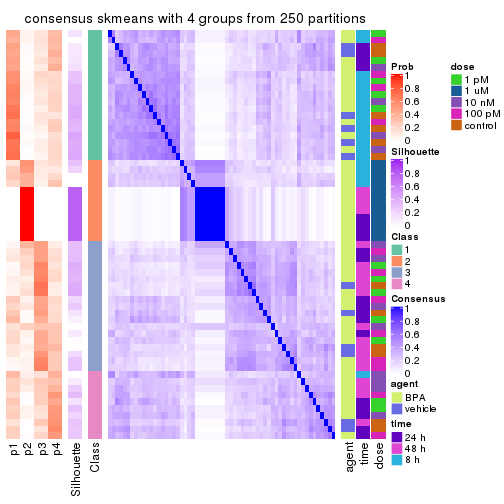 consensus skmeans with 4 groups from 250 partitions
Prob
1
0.8
0.6
0.4
0.2
0
Silhouette
1
0.8
0.6
0.4
0.2
0
Class
1
2
3
4
Consensus
1
0.8
0.6
0.4
0.2
0
agent
BPA
vehicle
time
24 h
48 h
8 h
dose
1 pM
1 uM
10 nM
100 pM
control
p1
p2
p3
p4
Silhouette
Class
agent
time
dose